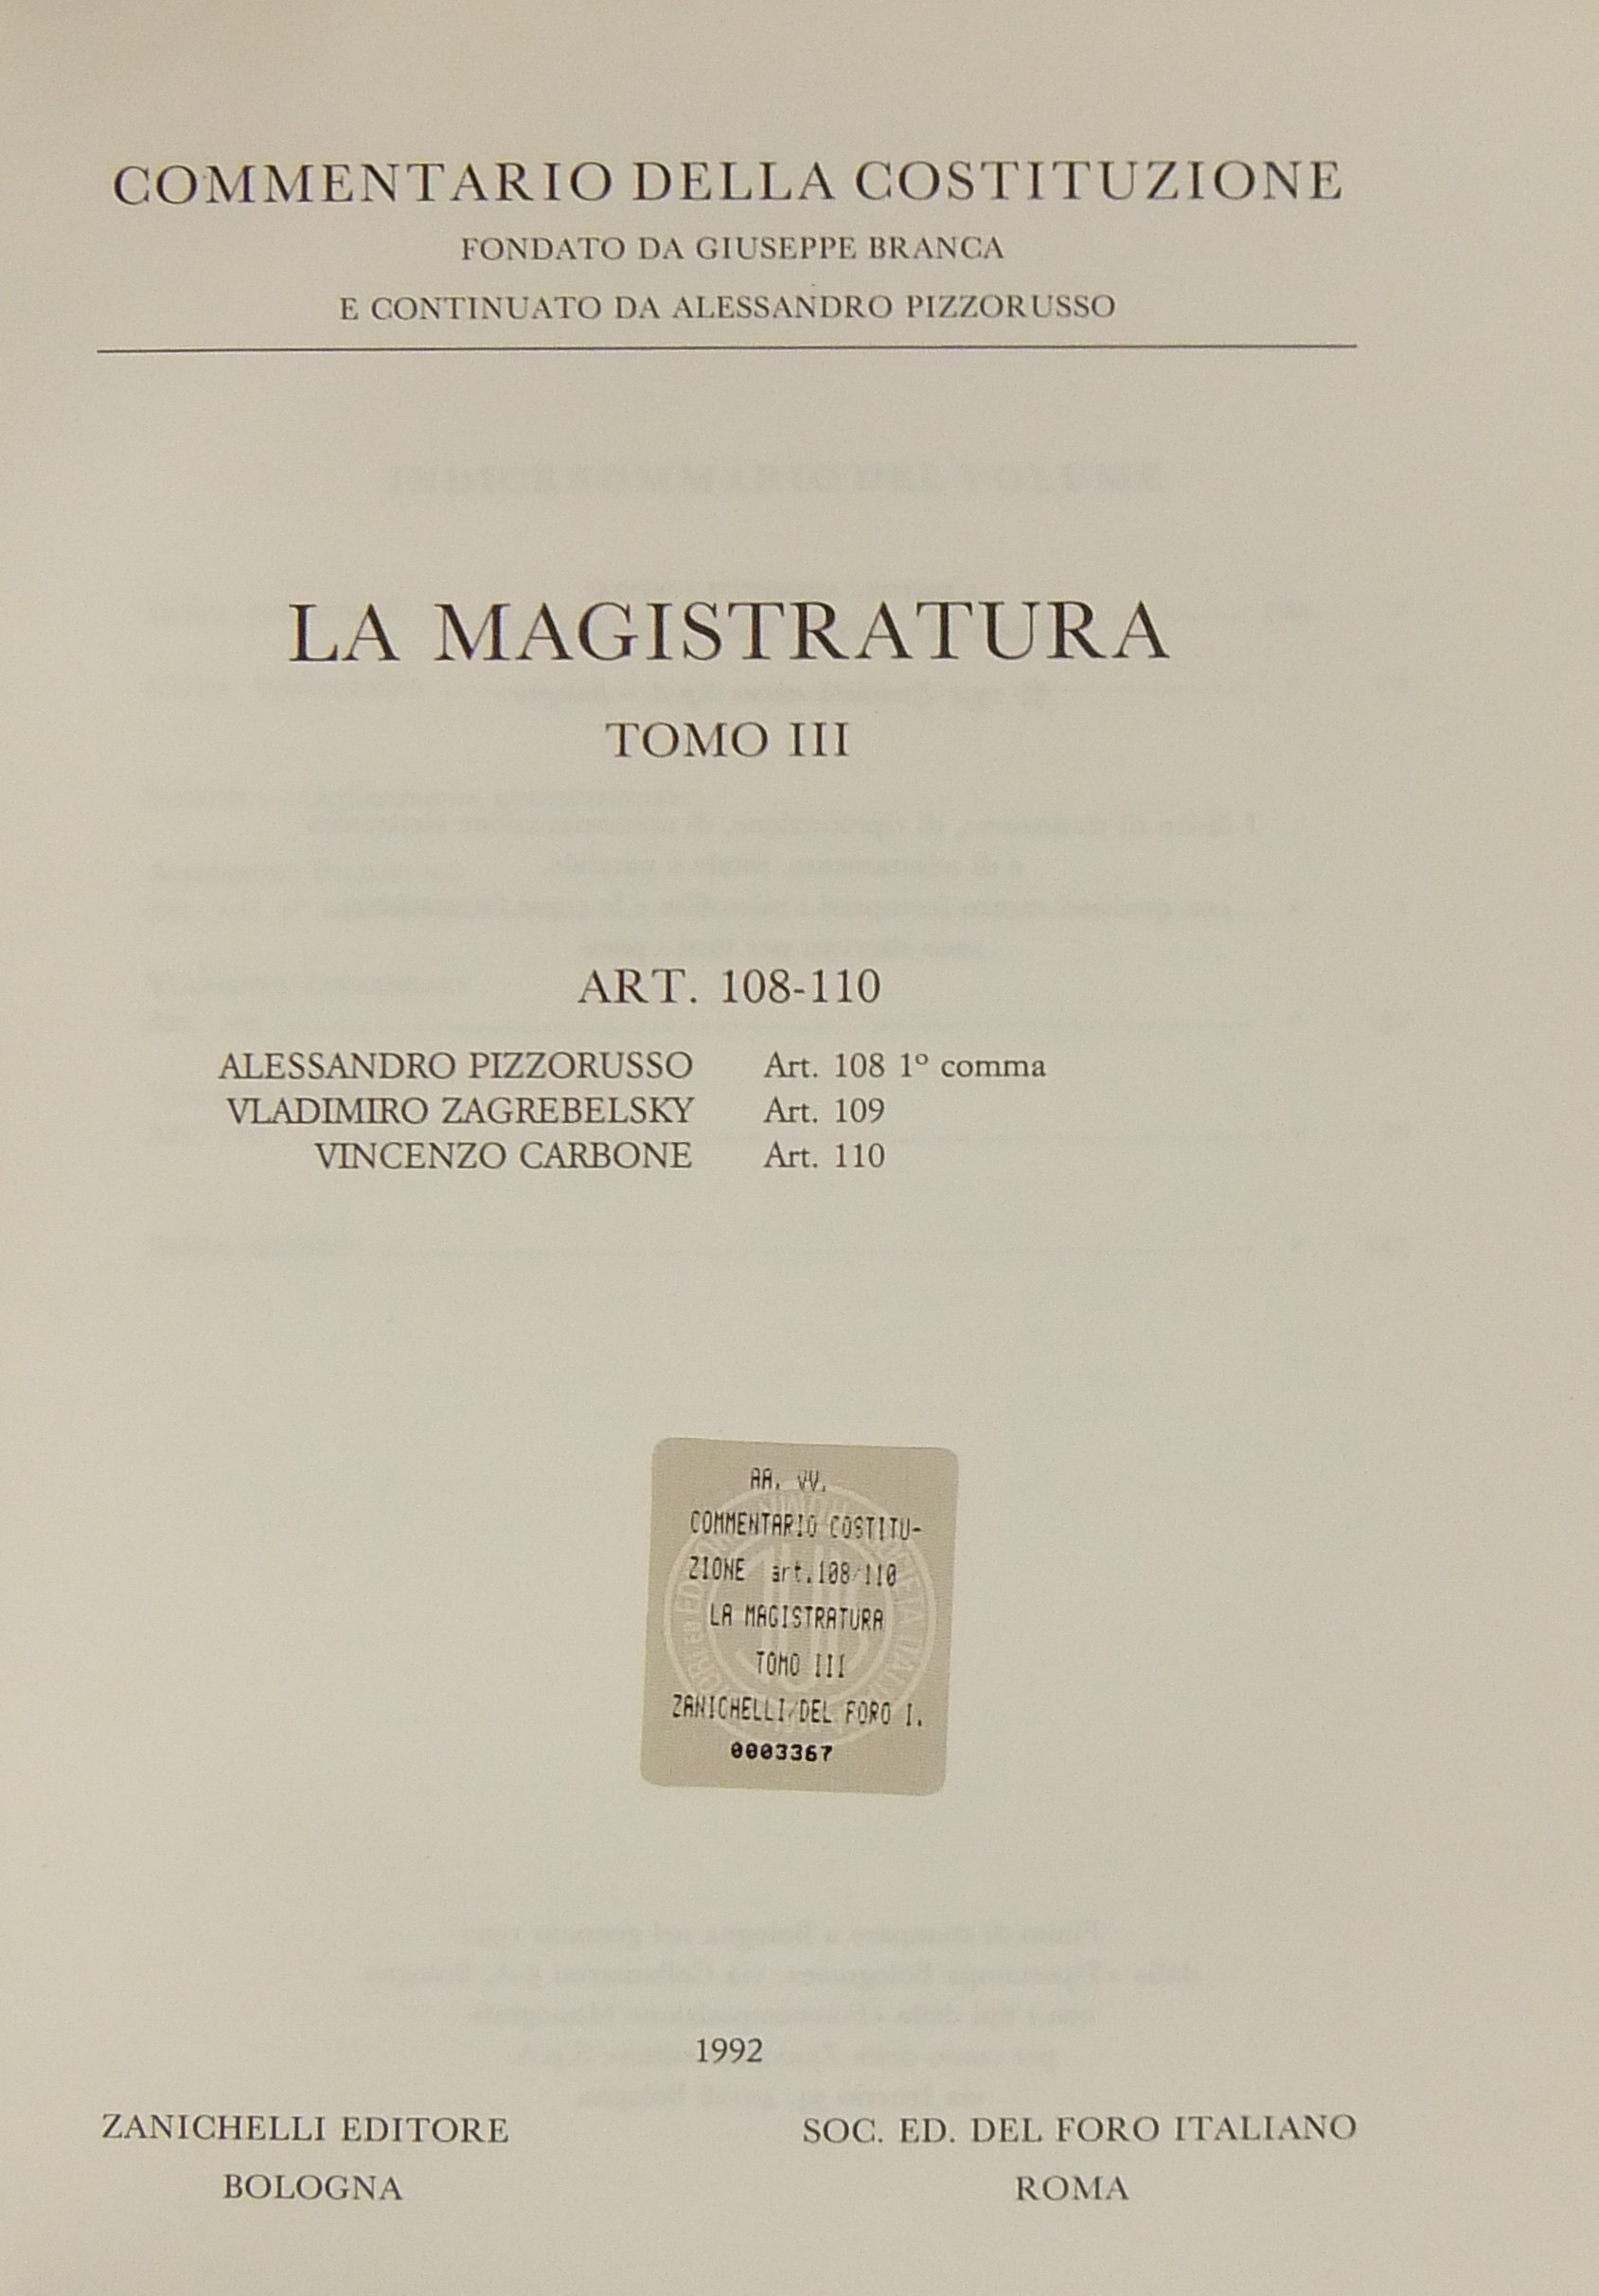 COMMENTARIO DELLA COSTITUZIONE
FONDATO DA GIUSEPPE BRANCA
E CONTINUATO DA ALESSANDRO PIZZORUSSO
LA MAGISTRATURA
TOMO III
ART. 108-110
ALESSANDRO PIZZORUSSO Art. 108 1º comma
VLADIMIRO ZAGREBELSKY Art. 109
VINCENZO CARBONE Art. 110
AA. VV.
COMMENTARIO COSTITU-
ZIONE art.108/110
LA MAGISTRATURA
TOMO III
ZANICHELLI/DEL FORO I.
0003367
1992
ZANICHELLI EDITORE SOC. ED. DEL FORO ITALIANO
BOLOGNA ROMA